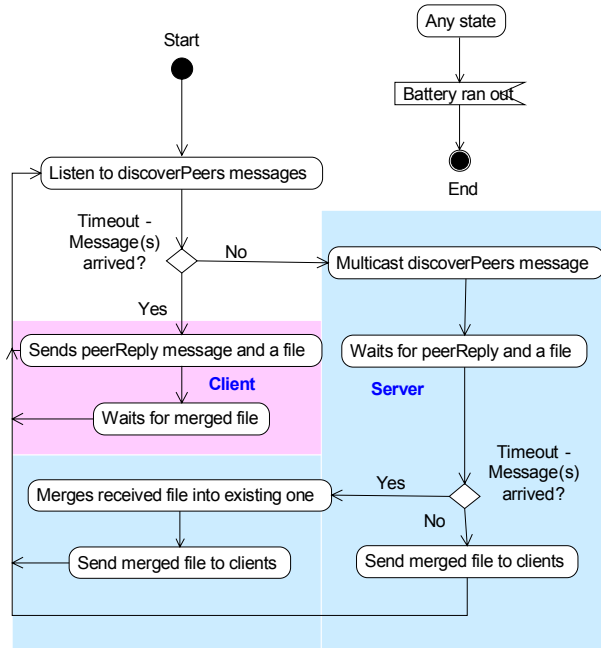 Start
Any state
Battery ran out
End
Listen to discoverPeers messages
Timeout -
Message(s)
arrived?
No
Yes
Multicast discoverPeers message
Sends peerReply message and a file
Client
Waits for merged file
Waits for peerReply and a file
Server
Timeout -
Message(s)
arrived?
Yes
No
Merges received file into existing one
Send merged file to clients
Send merged file to clients